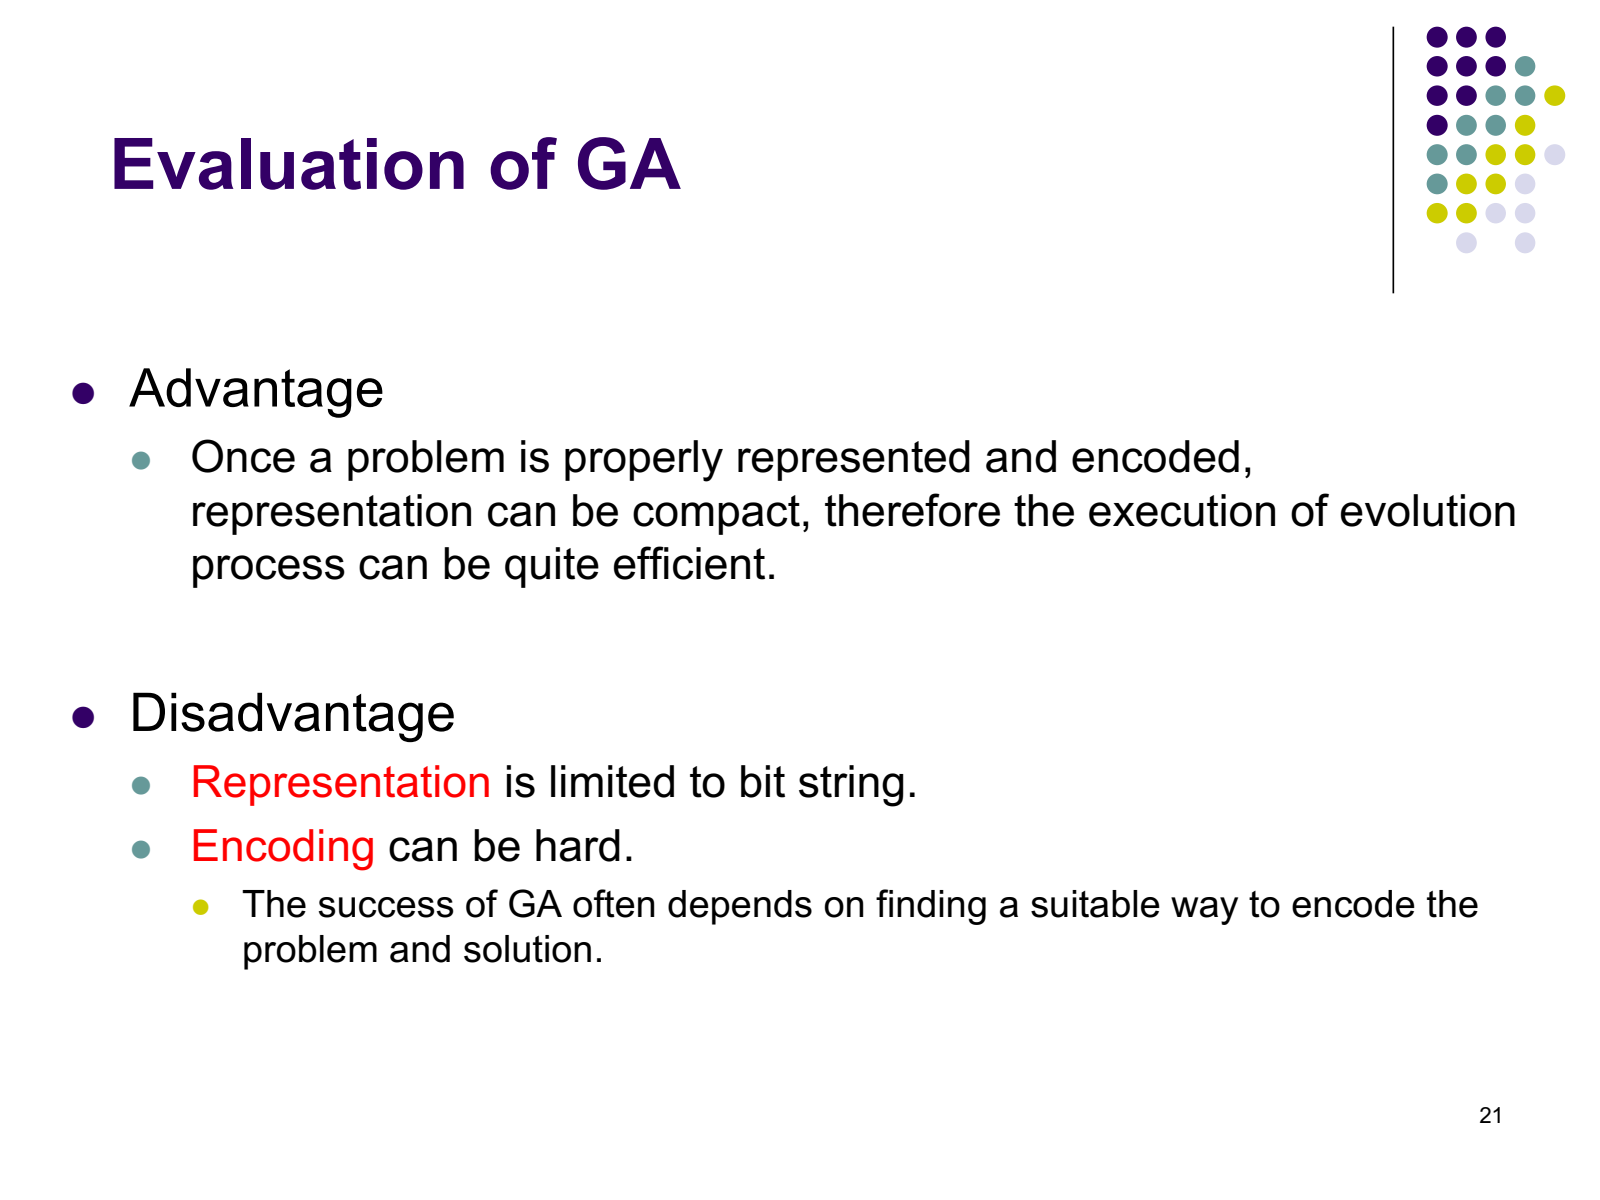 Evaluation of GA
Advantage
Once a problem is properly represented and encoded,
representation can be compact, therefore the execution of evolution
process can be quite efficient.
Disadvantage
Representation is limited to bit string.
Encoding can be hard.
The success of GA often depends on finding a suitable way to encode the
problem and solution.
21